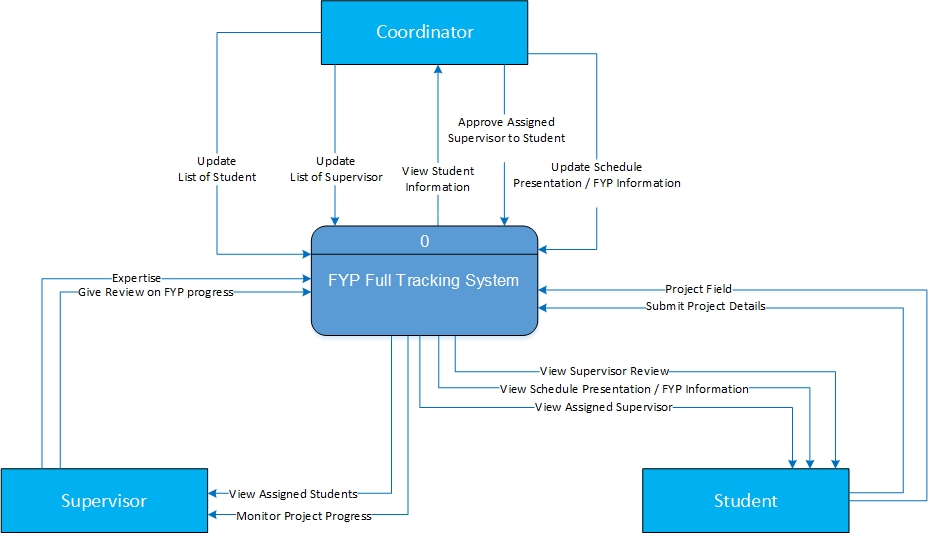 Coordinator
Approve Assigned
Supervisor to Student
Update
List of Student
Update
List of Supervisor
View Student
Information
Update Schedule
Presentation / FYP Information
0
FYP Full Tracking System
Expertise
Give Review on FYP progress
Project Field
Submit Project Details
View Supervisor Review
View Schedule Presentation / FYP Information
View Assigned Supervisor
Supervisor
View Assigned Students
Monitor Project Progress
Student